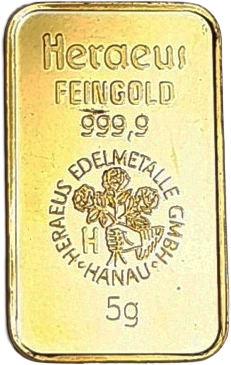 Heraeus
FEINGOLD
999,9
HERAEUS EDELMETALLE GMBH · HANAU ·
H
5g